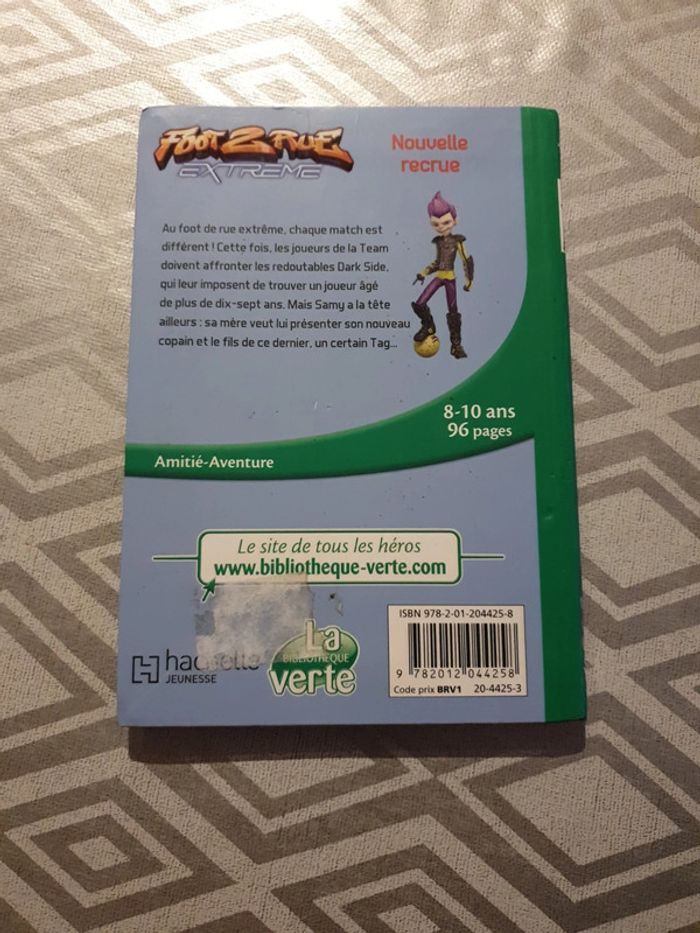 FOOT 2 RUE
EXTREME
Nouvelle
recrue
Au foot de rue extrême, chaque match est
différent ! Cette fois, les joueurs de la Team
doivent affronter les redoutables Dark Side,
qui leur imposent de trouver un joueur âgé
de plus de dix-sept ans. Mais Samy a la tête
ailleurs : sa mère veut lui présenter son nouveau
copain et le fils de ce dernier, un certain Tag...
8-10 ans
96 pages
Amitié-Aventure
Le site de tous les héros
www.bibliotheque-verte.com
hachette
JEUNESSE
La
BIBLIOTHÈQUE
verte
ISBN 978-2-01-204425-8
9 782012 044258
Code prix BRV1 20-4425-3